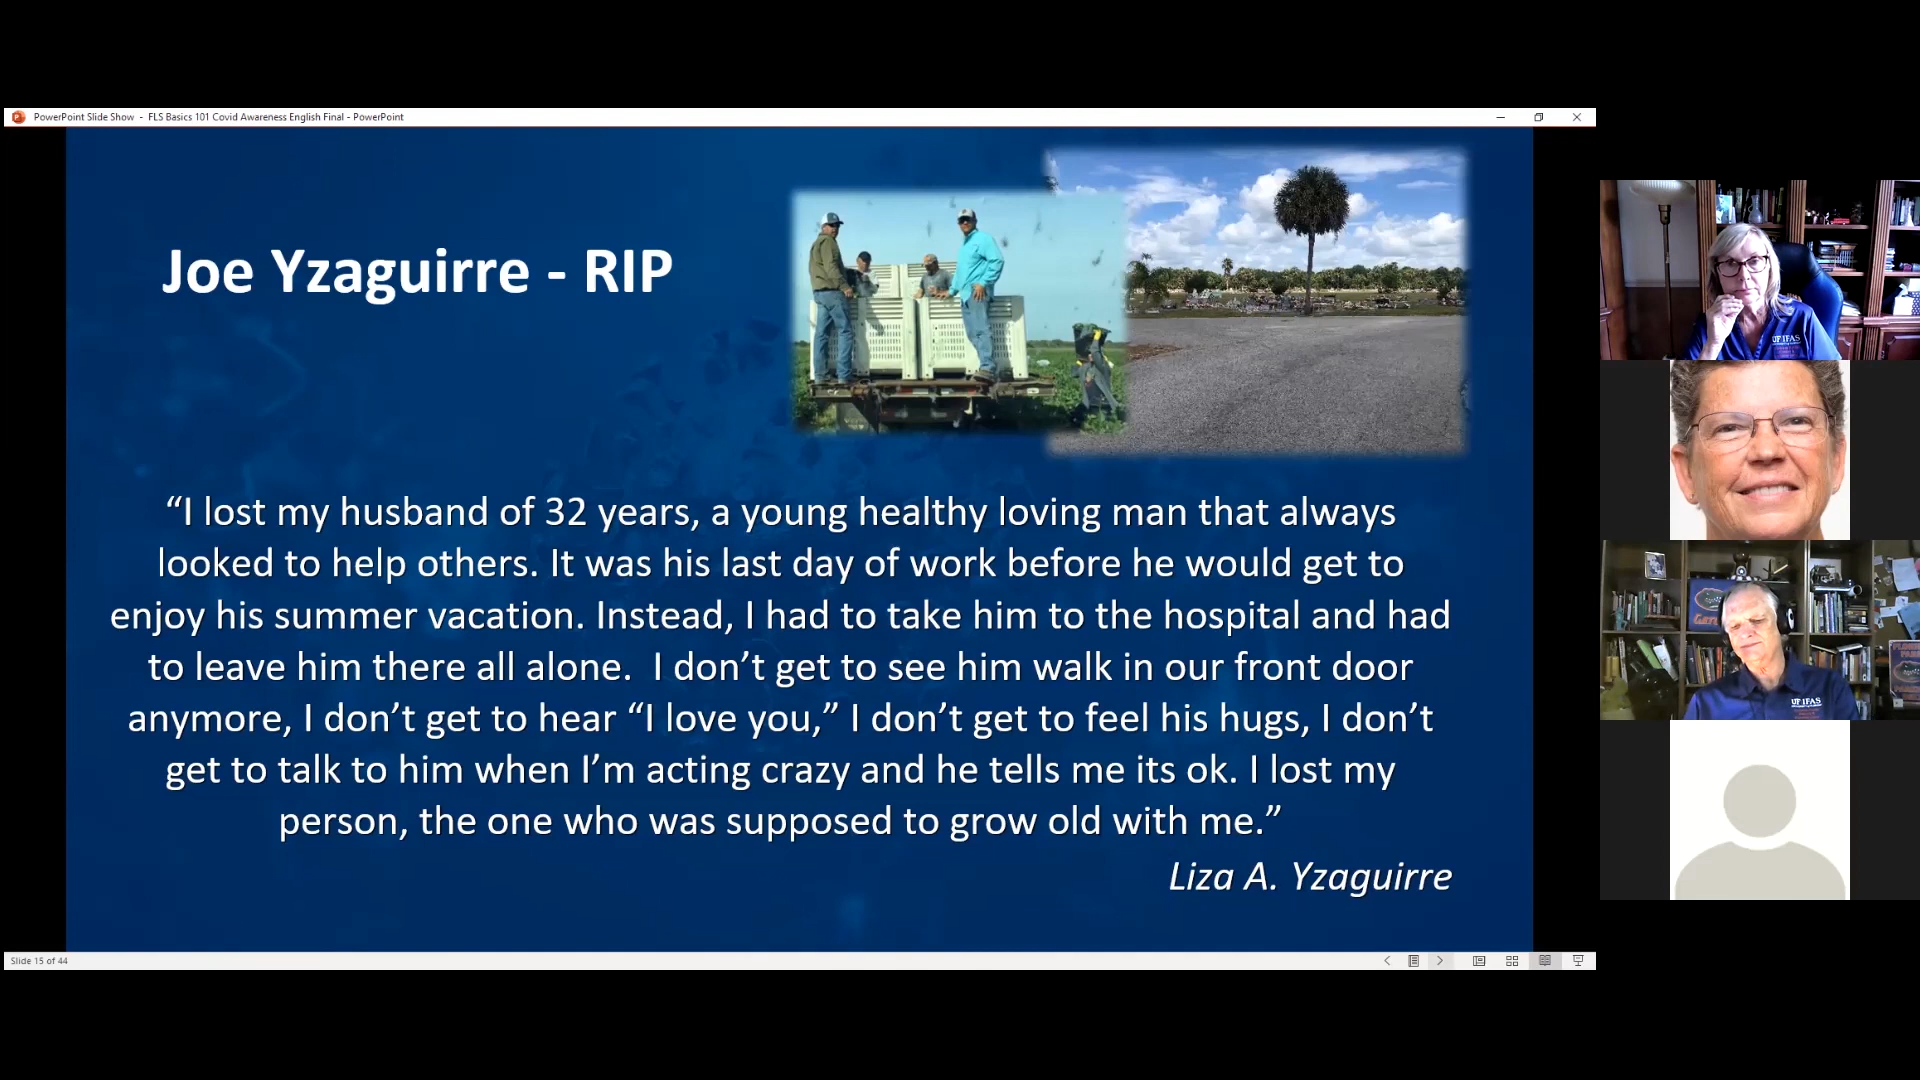 PowerPoint Slide Show - FLS Basics 101 Covid Awareness English Final - PowerPoint
Joe Yzaguirre - RIP
“I lost my husband of 32 years, a young healthy loving man that always
looked to help others. It was his last day of work before he would get to
enjoy his summer vacation. Instead, I had to take him to the hospital and had
to leave him there all alone.  I don’t get to see him walk in our front door
anymore, I don’t get to hear “I love you,” I don’t get to feel his hugs, I don’t
get to talk to him when I’m acting crazy and he tells me its ok. I lost my
person, the one who was supposed to grow old with me.”
Liza A. Yzaguirre
Slide 15 of 44
UF IFAS
UF IFAS